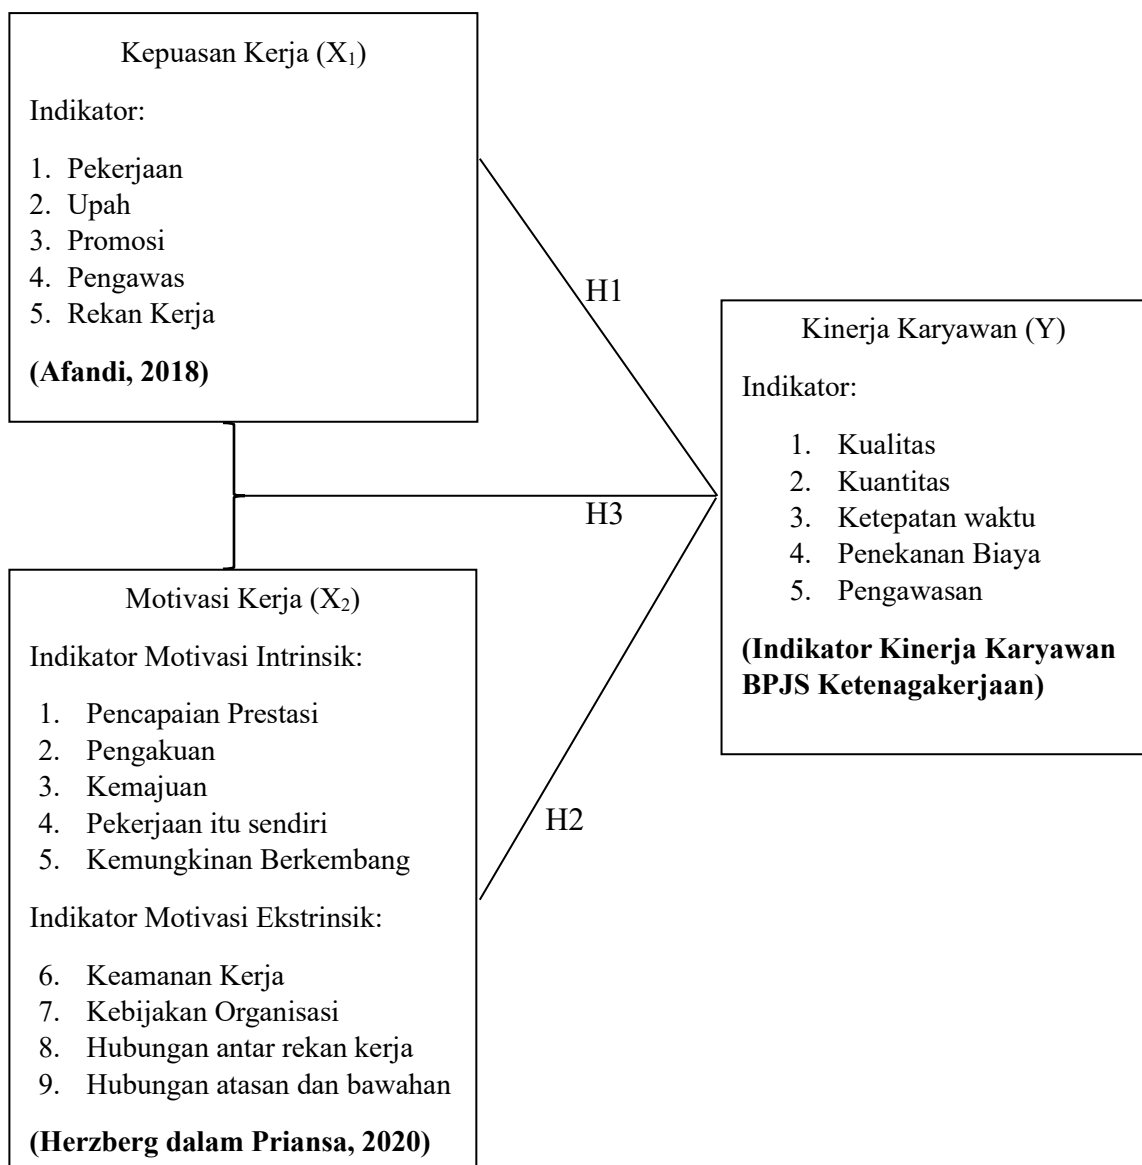 Kepuasan Kerja (X₁)
Indikator:
1. Pekerjaan
2. Upah
3. Promosi
4. Pengawas
5. Rekan Kerja
(Afandi, 2018)
H1
Kinerja Karyawan (Y)
Indikator:
1. Kualitas
2. Kuantitas
3. Ketepatan waktu
4. Penekanan Biaya
5. Pengawasan
(Indikator Kinerja Karyawan
BPJS Ketenagakerjaan)
H3
Motivasi Kerja (X₂)
Indikator Motivasi Intrinsik:
1. Pencapaian Prestasi
2. Pengakuan
3. Kemajuan
4. Pekerjaan itu sendiri
5. Kemungkinan Berkembang
Indikator Motivasi Ekstrinsik:
6. Keamanan Kerja
7. Kebijakan Organisasi
8. Hubungan antar rekan kerja
9. Hubungan atasan dan bawahan
(Herzberg dalam Priansa, 2020)
H2